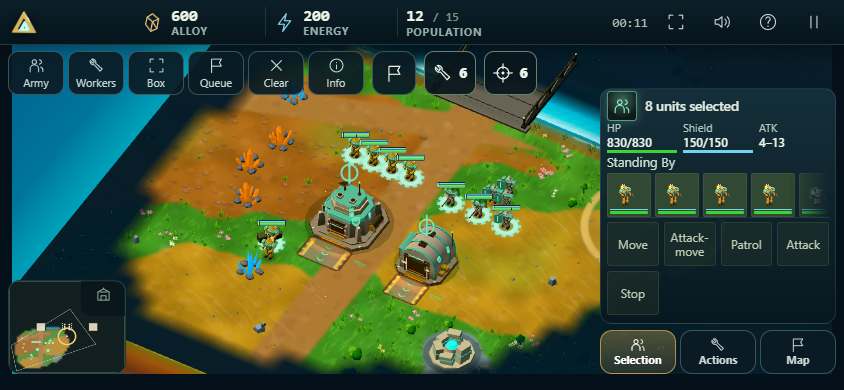 600
ALLOY
200
ENERGY
12 / 15
POPULATION
00:11
Army
Workers
Box
Queue
Clear
Info
6
6
8 units selected
HP
Shield
ATK
830/830
150/150
4–13
Standing By
Move
Attack-
move
Patrol
Attack
Stop
Selection
Actions
Map